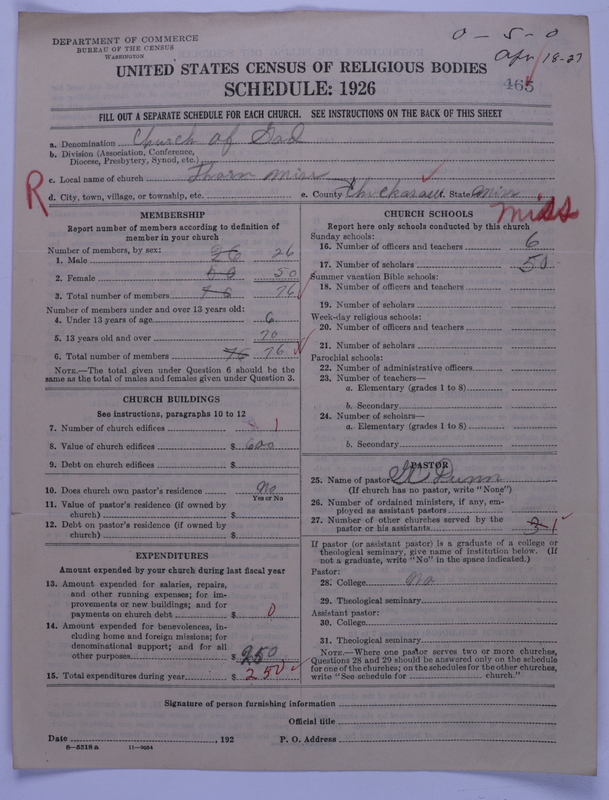 DEPARTMENT OF COMMERCE
BUREAU OF THE CENSUS
WASHINGTON
0 - 5 - 0
Apr 18-27
465
UNITED STATES CENSUS OF RELIGIOUS BODIES
SCHEDULE: 1926
FILL OUT A SEPARATE SCHEDULE FOR EACH CHURCH. SEE INSTRUCTIONS ON THE BACK OF THIS SHEET
a. Denomination Church of God
b. Division (Association, Conference,
Diocese, Presbytery, Synod, etc.)
c. Local name of church Thorn Miss
R
d. City, town, village, or township, etc. e. County Chickasaw State Miss
Miss
MEMBERSHIP
Report number of members according to definition of
member in your church
Number of members, by sex:
1. Male 26 26
2. Female 50
3. Total number of members 76
Number of members under and over 13 years old:
4. Under 13 years of age 6
5. 13 years old and over 70
6. Total number of members 76 76
NOTE.—The total given under Question 6 should be the
same as the total of males and females given under Question 3.
CHURCH BUILDINGS
See instructions, paragraphs 10 to 12
7. Number of church edifices 1
8. Value of church edifices $ 600
9. Debt on church edifices $
10. Does church own pastor's residence No
Yes or No
11. Value of pastor's residence (if owned by
church) $
12. Debt on pastor's residence (if owned by
church) $
EXPENDITURES
Amount expended by your church during last fiscal year
13. Amount expended for salaries, repairs,
and other running expenses; for im-
provements or new buildings; and for
payments on church debt $ 0
14. Amount expended for benevolences, in-
cluding home and foreign missions; for
denominational support; and for all
other purposes $ 250
15. Total expenditures during year $ 250
CHURCH SCHOOLS
Report here only schools conducted by this church
Sunday schools:
16. Number of officers and teachers 6
17. Number of scholars 50
Summer vacation Bible schools:
18. Number of officers and teachers
19. Number of scholars
Week-day religious schools:
20. Number of officers and teachers
21. Number of scholars
Parochial schools:
22. Number of administrative officers
23. Number of teachers—
a. Elementary (grades 1 to 8)
b. Secondary
24. Number of scholars—
a. Elementary (grades 1 to 8)
b. Secondary
PASTOR
25. Name of pastor Dunn
(If church has no pastor, write "None")
26. Number of ordained ministers, if any, em-
ployed as assistant pastors
27. Number of other churches served by the
pastor or his assistants 3 1
If pastor (or assistant pastor) is a graduate of a college or
theological seminary, give name of institution below. (If
not a graduate, write "No" in the space indicated.)
Pastor:
28. College No
29. Theological seminary
Assistant pastor:
30. College
31. Theological seminary
NOTE.—Where one pastor serves two or more churches,
Questions 28 and 29 should be answered only on the schedule
for one of the churches; on the schedules for the other churches,
write "See schedule for church."
Signature of person furnishing information
Official title
Date , 192 P. O. Address
8—5318 a 11—9054